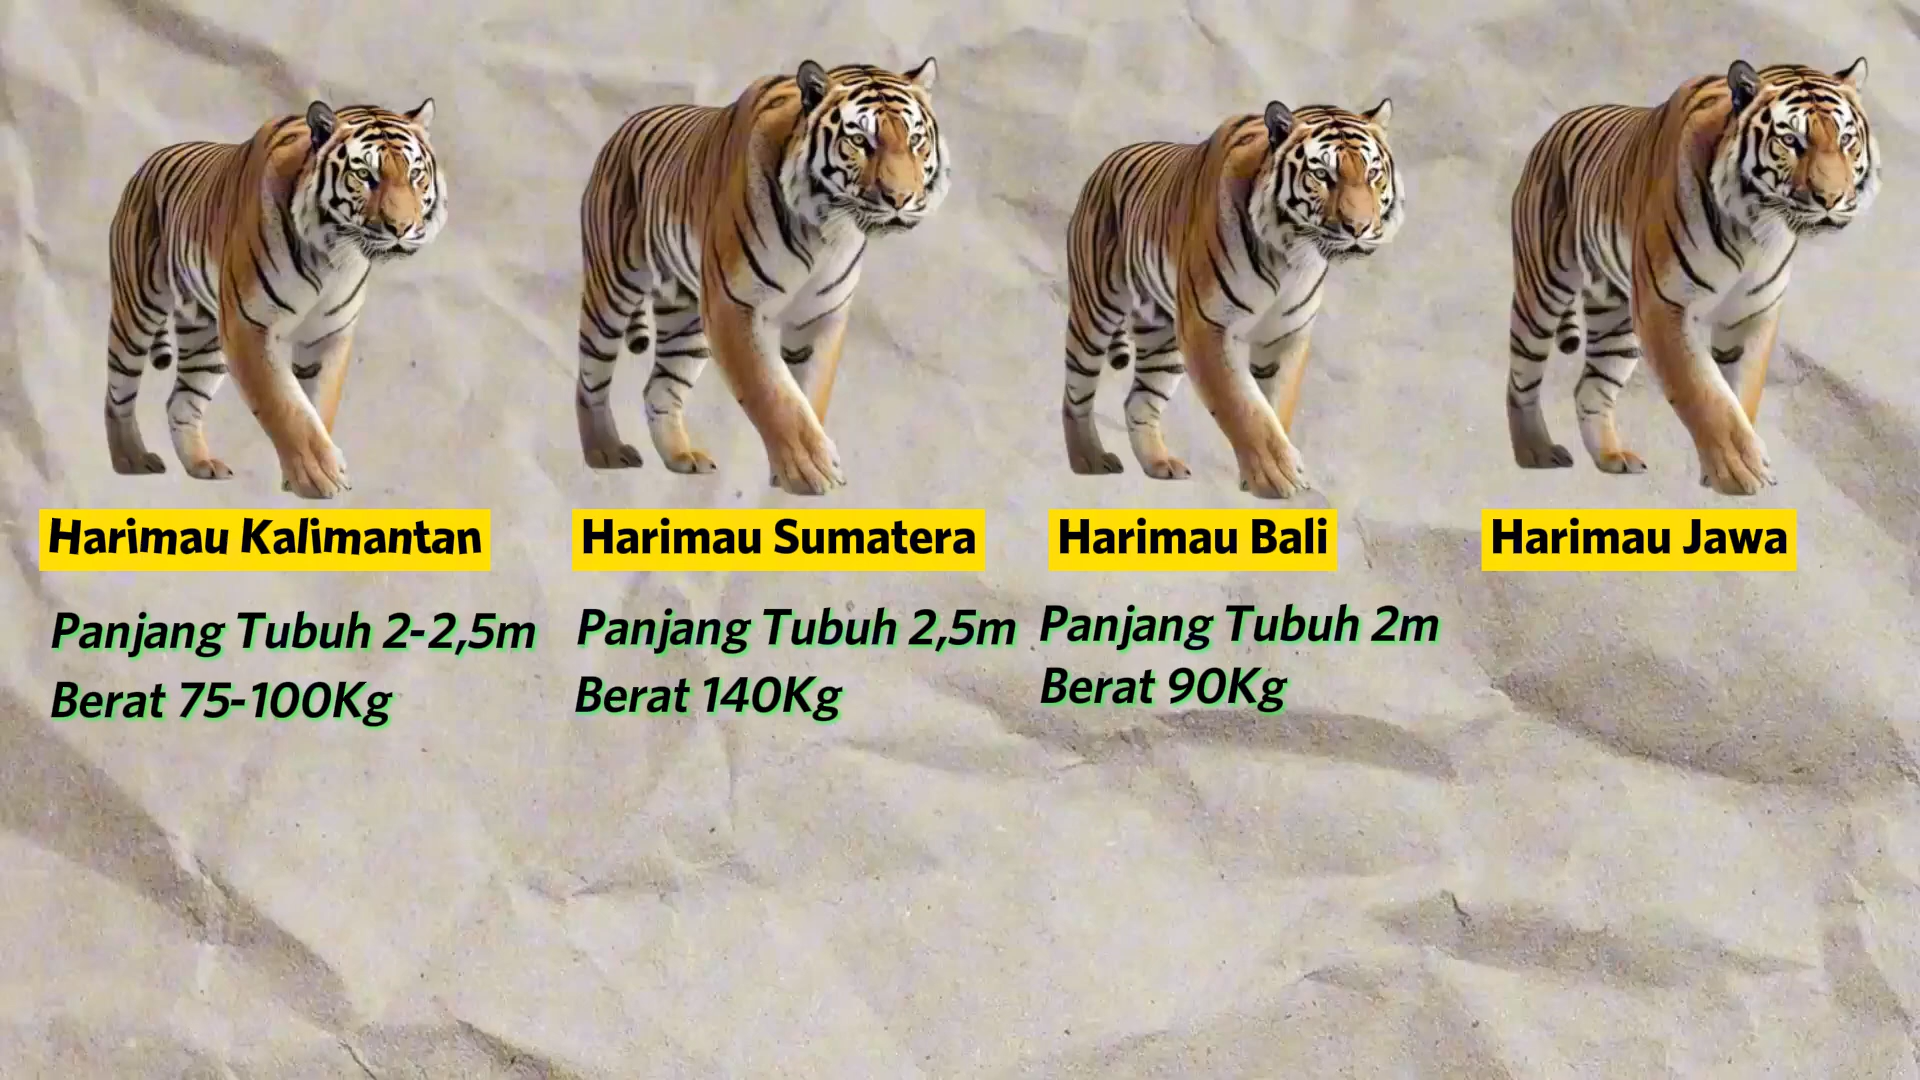 Harimau Kalimantan
Panjang Tubuh 2-2,5m
Berat 75-100Kg
Harimau Sumatera
Panjang Tubuh 2,5m
Berat 140Kg
Harimau Bali
Panjang Tubuh 2m
Berat 90Kg
Harimau Jawa